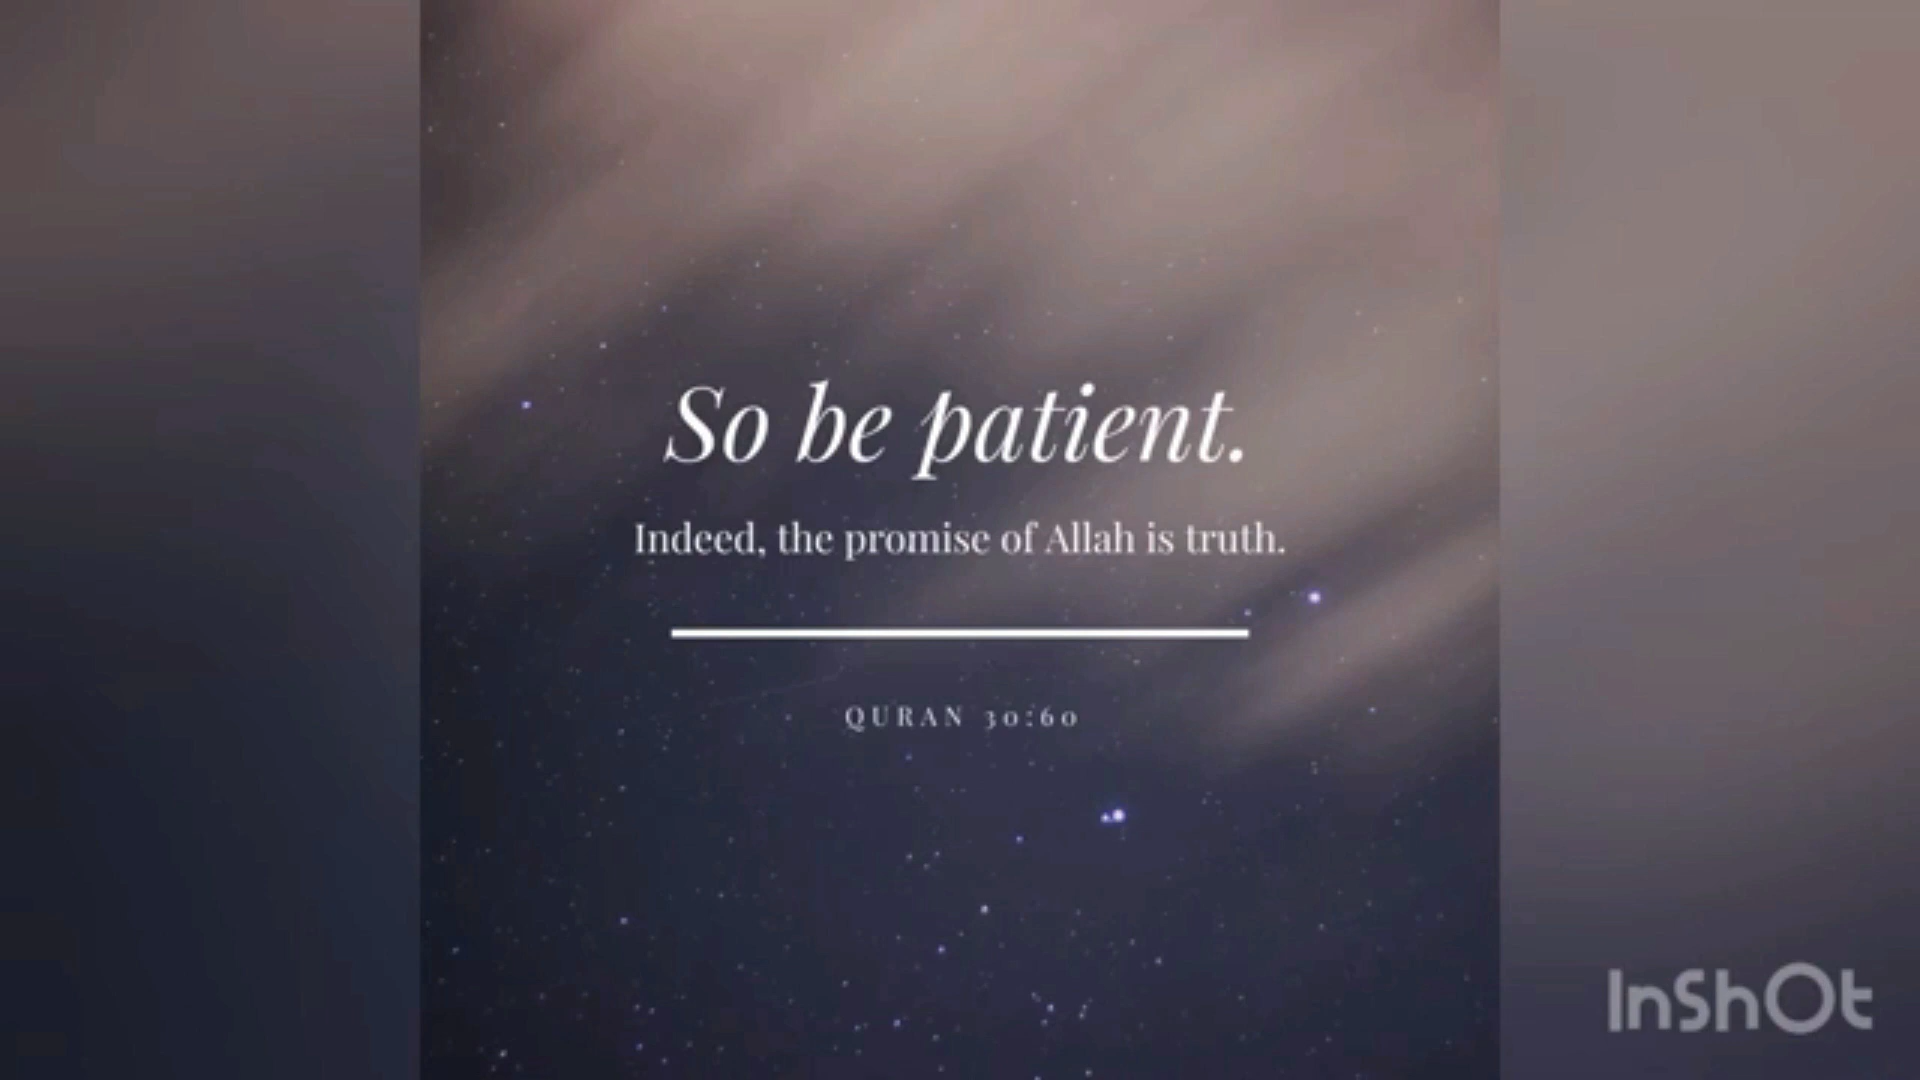 So be patient.
Indeed, the promise of Allah is truth.
QURAN 30:60
InShOt